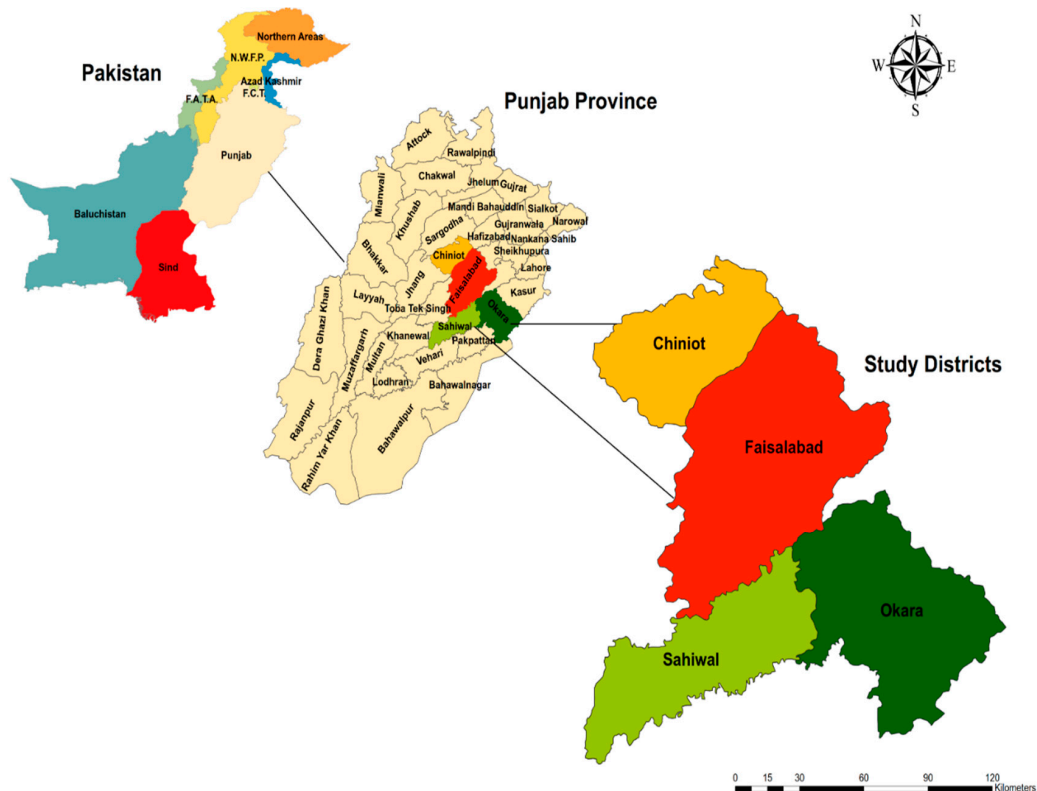 Pakistan
Northern Areas
N.W.F.P.
Azad Kashmir
F.C.T.
F.A.T.A.
Punjab
Baluchistan
Sind
Punjab Province
Attock
Rawalpindi
Chakwal
Jhelum
Gujrat
Mianwali
Khushab
Mandi Bahauddin
Sialkot
Narowal
Sargodha
Gujranwala
Hafizabad
Nankana Sahib
Sheikhupura
Bhakkar
Chiniot
Lahore
Jhang
Faisalabad
Kasur
Layyah
Toba Tek Singh
Okara
Dera Ghazi Khan
Sahiwal
Khanewal
Pakpattan
Muzaffargarh
Multan
Vehari
Lodhran
Bahawalnagar
Rajanpur
Rahim Yar Khan
Bahawalpur
N
W
E
S
Study Districts
Chiniot
Faisalabad
Okara
Sahiwal
0 15 30 60 90 120
Kilometers